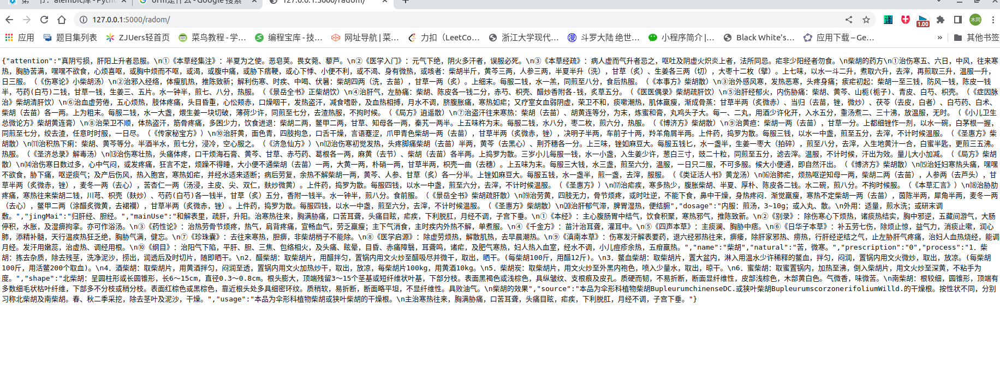 第一节：alembic库 - Pyth
orm是什么 - Google 搜索
127.0.0.1:5000/radom/
127.0.0.1:5000/radom/
译
1.00
木同
应用 题目集列表 ZJUers轻首页 菜鸟教程 - 学... 编程宝库 - 技... 网址导航 | 菜... 力扣（LeetCo... 浙江大学现代... 斗罗大陆 绝世... 小程序简介 |... Black White's... 应用下载 – Ge... » 其他书签
{"attention":"真阴亏损，肝阳上升者忌服。\n①《本草经集注》：半夏为之使。恶皂荚。畏女菀、藜芦。\n②《医学入门》：元气下绝，阴火多汗者，误服必死。\n③《本草经疏》：病人虚而气升者忌之，呕吐及阴虚火炽炎上者，法所同忌。疟非少阳经者勿食。\n柴胡的药方\n①治伤寒五、六日，中风，往来寒
热，胸胁苦满，嘿嘿不欲食，心烦喜呕，或胸中烦而不呕，或渴，或腹中痛，或胁下痞鞕，或心下悸、小便不利，或不渴、身有微热，或咳者：柴胡半斤，黄芩三两，人参三两，半夏半升（洗），甘草（炙）、生姜各三两（切），大枣十二枚（擘）。上七味，以水一斗二升，煮取六升，去滓，再煎取三升，温服一升，
日三服。（《伤寒论》小柴胡汤）\n②治邪入经络，体瘦肌热，推陈致新；解利伤寒、时疾、中暍、伏暑：柴胡四两（洗，去苗），甘草一两（炙）。上细末。每服二钱，水一盏，同煎至八分，食后热服。（《本事方》柴胡散）\n③治外感风寒，发热恶寒，头疼身痛；痎疟初起：柴胡一至三钱，防风一钱，陈皮一钱
半，芍药(白芍)二钱，甘草一钱，生姜三、五片。水一钟半，煎七、八分，热服。（《景岳全书》正柴胡饮）\n④治肝气，左胁痛：柴胡、陈皮各一钱二分，赤芍、枳壳、醋炒香附各-钱，炙草五分。（《医医偶录》柴胡疏肝饮）\n⑤治肝经郁火，内伤胁痛：柴胡、黄芩、山栀(栀子)、青皮、白芍、枳壳。（《症因脉
治》柴胡清肝饮）\n⑥治血虚劳倦，五心烦热，肢体疼痛，头目昏重，心忪颊赤，口燥咽干，发热盗汗，减食嗜卧，及血热相搏，月水不调，脐腹胀痛，寒热如疟；又疗室女血弱阴虚，荣卫不和，痰嗽潮热，肌体羸瘦，渐成骨蒸：甘草半两（炙微赤）、当归（去苗，锉，微炒）、茯苓（去皮，白者）、白芍药、白术、
柴胡（去苗）各一两。上为粗末。每服二钱，水一大盏，煨生姜一块切破，薄荷少许，同煎至七分，去渣热服，不拘时候。（《局方》逍遥散）\n⑦治盗汗往来寒热：柴胡（去苗）、胡黄连等分，为末，炼蜜和膏，丸鸡头子大。每一、二丸，用酒少许化开，入水五分，重汤煮二、三十沸，放温服，无时。（《小儿卫生
总微论方》柴胡黄连膏）\n⑧治荣卫不顺，体热盗汗，筋骨疼痛，多困少力，饮食进退：柴胡二两，鳖甲二两，甘草、知母各一两，秦艽一两半。上五味杵为末。每服二钱，水八分，枣二枚，煎六分，热服。（《博济方》柴胡散）\n⑨治黄疸：柴胡一两（去苗），甘草一分。上都细锉作一剂，以水一碗，白茅根一握，
同煎至七分，绞去渣，任意时时服，一日尽。（《传家秘宝方》）\n⑩治肝黄，面色青，四肢拘急，口舌干燥，言语蹇涩，爪甲青色柴胡一两（去苗），甘草半两（炙微赤，锉），决明子半两，车前子十两，羚羊角屑半两。上件药，捣罗为散。每服三钱，以水一中盏，煎至五分，去滓，不计时候温服。（《圣惠方》柴
胡散）\n⑾治积热下痢：柴胡、黄芩等分。半酒半水，煎七分，浸冷，空心服之。（《济急仙方》）\n⑿治伤寒初觉发热，头疼脚痛柴胡（去苗）半两，黄芩（去黑心）、荆芥穗各一分。上三味，锉如麻豆大。每服五钱匕，水一盏半，生姜一枣大（拍碎），煎至八分，去滓，入生地黄汁一合，白蜜半匙，更煎三五沸。
热服。（《圣济总录》解毒汤）\n⒀治伤寒壮热，头痛体疼，口干烦渴石膏、黄芩、甘草、赤芍药、葛根各一两，麻黄（去节）、柴胡（去苗）各半两。上捣罗为散。三岁小儿每服一钱，水一小盏，入生姜少许，葱白三寸，豉二十粒，同煎至五分，滤去滓。温服，不计时候，汗出为效。量儿大小加减。（《局方》柴胡
散）\n⒁治伤寒日数过多，心中气闷，或发疼痛，狂言不定，烦躁不得睡，大小便不通柴胡（去苗）一两，大黄一两，朴硝一两，甘草半两，枳壳一曲（去穗）。上五味为末。每服三大钱，水三盏，煎至六分，温服，一日只二服，不可多服。候大小便通，即自然汗出。（《博济方》柴胡散）\n⒂治妊妇寒热头痛，嘿嘿
不欲食，胁下痛，呕逆痰气；及产后伤风，热入胞宫，寒热如疟，并经水适来适断；病后劳复，余热不解柴胡一两，黄芩、人参、甘草（炙）各一分半。上锉如麻豆大。每服五钱，水一盏半，煎一盏，去滓，服服。（《类证活人书》黄龙汤）\n⒃治肺疟，烦热呕逆知母一两，柴胡二两（去苗），人参两（去芦头），甘
草半两（炙微赤，锉），麦冬一两（去心），苦杏仁一两（汤浸，主皮、尖、双仁，麸炒微黄）。上件药，捣罗为散。每服四钱，以水一中盏，煎至六分，去滓，不计时候温服。（《圣惠方》）\n⒄治疟疾，寒多热少，腹胀柴胡、半夏、厚朴、陈皮各二钱。水二碗，煎八分。不拘时候服。（《本草汇言》）\n⒅治胁肋
疼痛，寒热往来柴胡二钱，川芎、枳壳（麸炒）、芍药(白芍)各一钱半，甘草（炙）五分，香附一钱半。水一钟半，煎八分。食前服。（《景岳全书》柴胡疏肝散）\n⒆治劳黄，四肢无力，骨节烦疼，或时吐逆，不能下食，鼻中干燥，身热疼闷．渐觉羸瘦，寒热不定柴胡一两（去苗），茵陈半两，犀角半两，麦冬一两
（去心），鳖甲二两（涂醋炙微黄，去裙襕），甘草半两（炙微赤，锉）。上件药，捣罗为散。每服四钱，以水一中盏，煎至六分，去滓，不计时候温服。（《圣惠方》柴胡散）\n⒇治肝郁气滞，脾胃湿热，便结腑","dosage":"内服：煎汤，3~10g；或入丸、散。\n外用：适量，煎水洗；或研末调
敷。","jingMai":"归肝经、胆经。","mainUse":"和解表里，疏肝，升阳。治寒热往来，胸满胁痛，口苦耳聋，头痛目眩，疟疾，下利脱肛，月经不调，子宫下垂。\n①《本经》：主心腹肠胃中结气，饮食积聚，寒热邪气，推陈致新。\n②《别录》：除伤寒心下烦热，诸痰热结实，胸中邪逆，五藏间游气，大肠
停积，水胀，及湿痹拘挛。亦可作浴汤。\n③《药性论》：治热劳骨节烦疼，热气，肩背疼痛，宣畅血气，劳乏羸瘦；主下气消食，主时疾内外热不解，单煮服。\n④《千金方》：苗汁治耳聋，灌耳中。\n⑤《四声本草》：主痰澜、胸胁中痞。\n⑥《日华子本草》：补五劳七伤，除烦止惊，益气力，消痰止嗽，润心
肺，添精补髓，天行温疾热狂乏绝，胸胁气满，健忘。\n⑦《珍珠囊》：去往来寒热，胆痹，非柴胡梢子不能除。\n⑧《医学启源》：除虚劳烦热，解散肌热，去早晨潮热。\n⑨《滇南本草》：伤寒发汗解表要药，退六经邪热往来，痹痿，除肝家邪热、痨热，行肝经逆结之气，止左胁肝气疼痛，治妇人血热烧经，能调
月经。发汗用嫩蕊，治虚热、调经用根。\n⑩《纲目》：治阳气下陷，平肝、胆、三焦、包络相火，及头痛、眩晕，目昏、赤痛障翳，耳聋鸣，诸疟，及肥气寒热，妇人热入血室，经水不调，小儿痘疹余热，五疳羸热。","name":"柴胡","natural":"苦，微寒。","prescription":"0","process":"1．柴
胡：拣去杂质，除去残茎，洗净泥沙，捞出，润透后及时切片，随即晒干。\n2．醋柴胡：取柴胡片，用醋拌匀，置锅内用文火炒至醋吸尽并微干，取出，晒干。(每柴胡100斤，用醋12斤)。\n3．鳖血柴胡：取柴胡片，置大盆内，淋入用温水少许稀释的鳖血，拌匀，闷润，置锅内用文火微炒，取出，放凉。(每柴胡
100斤，用活鳖200个取血)。\n4．酒柴胡：取柴胡片，用黄酒拌匀，闷润至透，置锅内用文火加热炒干，取出，放凉，每柴胡片100kg，用黄酒10kg。\n5．柴胡炭：取柴胡片，用文火炒至外黑内袍色，喷入少量水，取出，晾干。\n6．蜜柴胡：取蜜置锅内，加热至沸，倒入柴胡片，用文火炒至深黄，不粘手为
度。","shape":"北柴胡：呈圆柱形或长圆锥形，长6～15cm，直径0.3～0.8cm。根头膨大，顶端残留3～15个茎基或短纤维状叶基，下部分枝。表面黑褐色或浅棕色，具纵皱纹、支根痕及皮孔。质硬而韧，不易折断，断面显纤维性，皮部浅棕色，木部黄白色。气微香，味微苦。\n南柴胡：根较细，圆锥形，顶端有
多数细毛状枯叶纤维，下部多不分枝或稍分枝。表面红棕色或黑棕色，靠近根头处多具细密环纹。质稍软，易折断，断面略平坦，不显纤维性。具败油气。\n柴胡的效果","source":"本品为伞形科植物柴胡BupleurumchinenseDC.或狭叶柴胡BupleurumscorzonerifoliumWilld.的干燥根。按性状不同，分别
习称北柴胡及南柴胡。春、秋二季采挖，除去茎叶及泥沙，干燥。","usage":"本品为伞形科植物柴胡或狭叶柴胡的干燥根。\n主治寒热往来，胸满胁痛，口苦耳聋，头痛目眩，疟疾，下利脱肛，月经不调，子宫下垂。"}